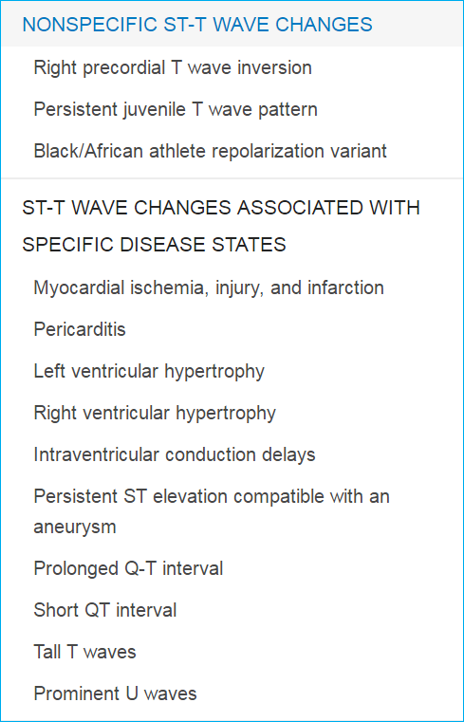 NONSPECIFIC ST-T WAVE CHANGES
Right precordial T wave inversion
Persistent juvenile T wave pattern
Black/African athlete repolarization variant
ST-T WAVE CHANGES ASSOCIATED WITH
SPECIFIC DISEASE STATES
Myocardial ischemia, injury, and infarction
Pericarditis
Left ventricular hypertrophy
Right ventricular hypertrophy
Intraventricular conduction delays
Persistent ST elevation compatible with an
aneurysm
Prolonged Q-T interval
Short QT interval
Tall T waves
Prominent U waves